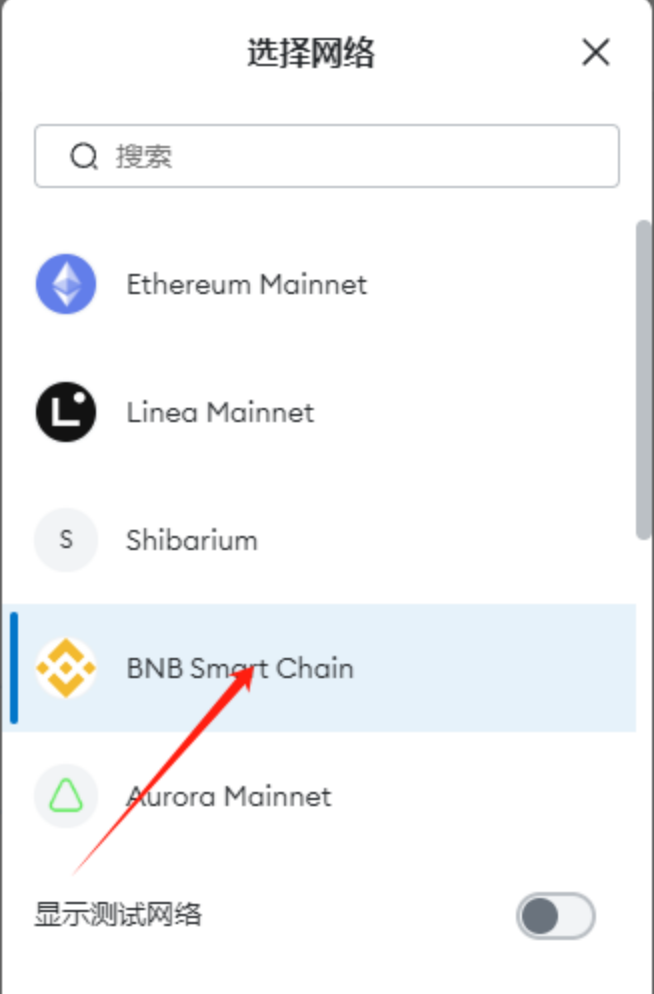 选择网络
搜索
Ethereum Mainnet
Linea Mainnet
S Shibarium
BNB Smart Chain
Aurora Mainnet
显示测试网络